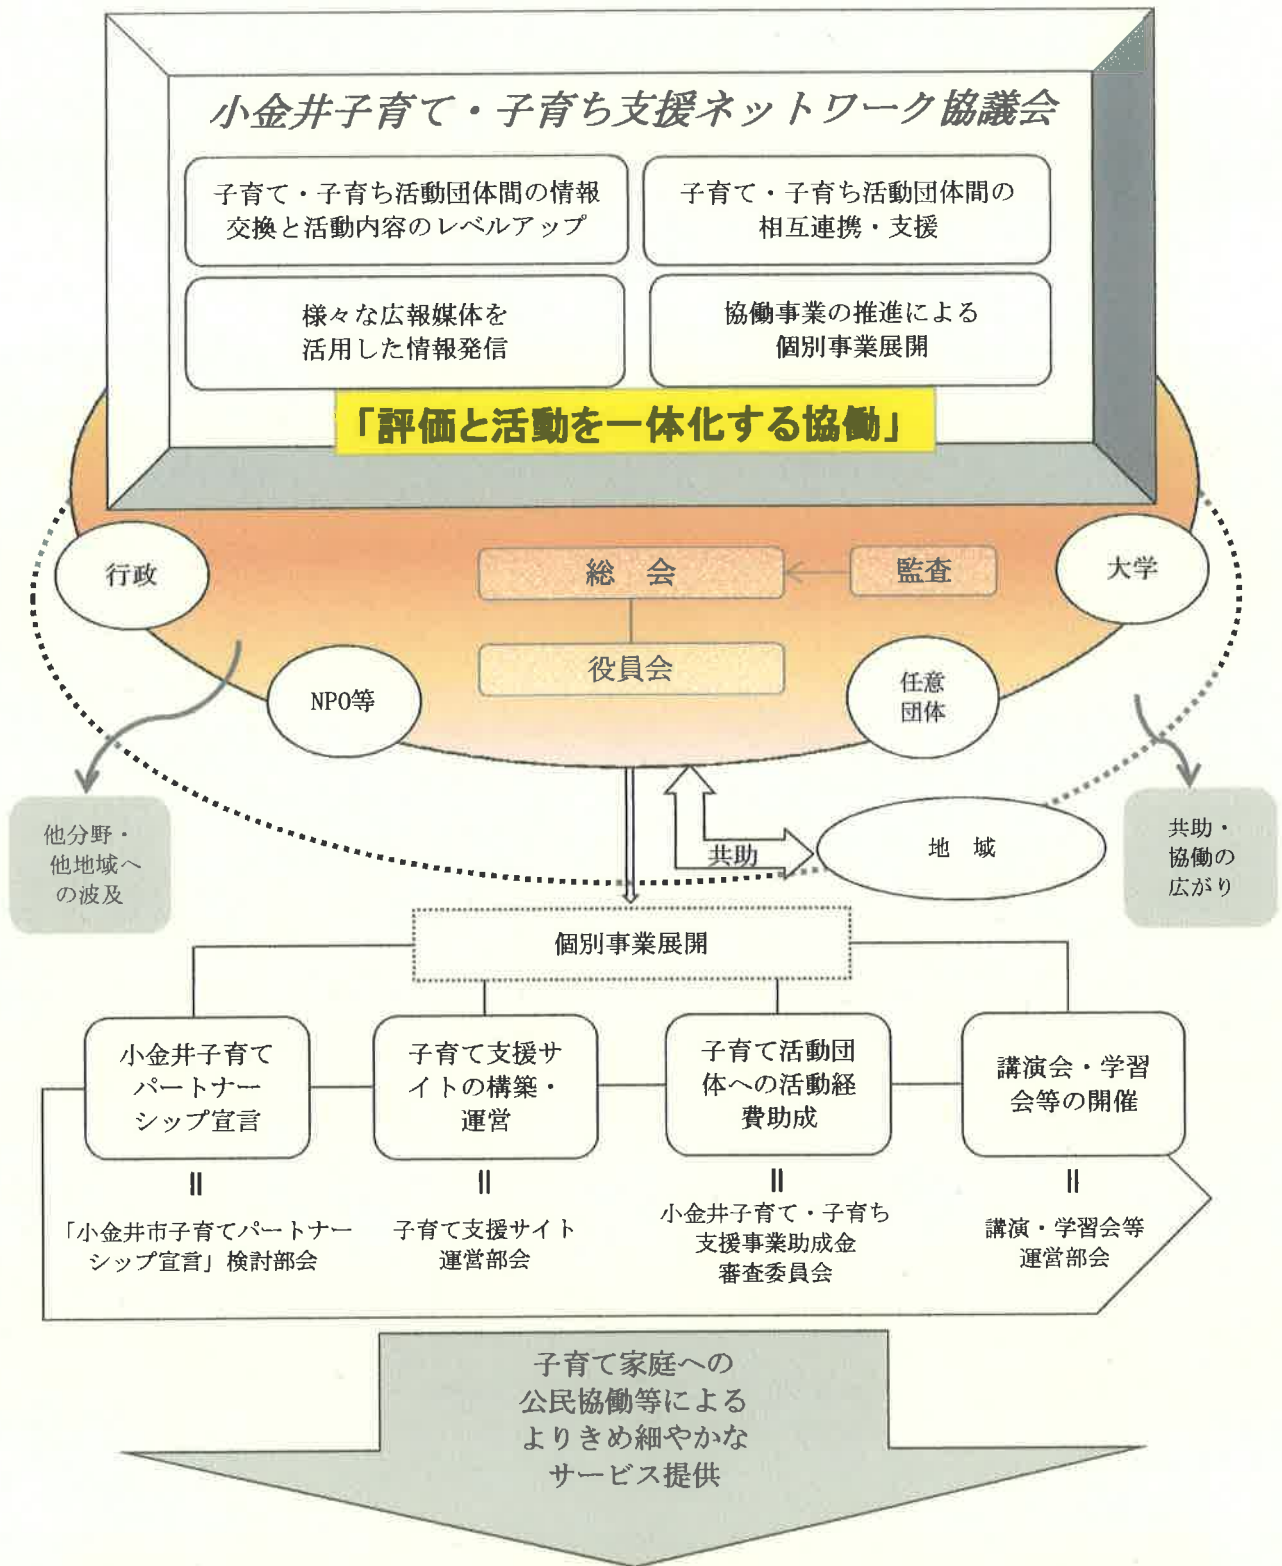 小金井子育て・子育ち支援ネットワーク協議会
子育て・子育ち活動団体間の情報
交換と活動内容のレベルアップ
子育て・子育ち活動団体間の
相互連携・支援
様々な広報媒体を
活用した情報発信
協働事業の推進による
個別事業展開
「評価と活動を一体化する協働」
行政
総　会
監査
大学
役員会
NPO等
任意
団体
他分野・
他地域へ
の波及
共助
地　域
共助・
協働の
広がり
個別事業展開
小金井子育て
パートナー
シップ宣言
子育て支援サ
イトの構築・
運営
子育て活動団
体への活動経
費助成
講演会・学習
会等の開催
＝
＝
＝
＝
「小金井市子育てパートナー
シップ宣言」検討部会
子育て支援サイト
運営部会
小金井子育て・子育ち
支援事業助成金
審査委員会
講演・学習会等
運営部会
子育て家庭への
公民協働等による
よりきめ細やかな
サービス提供